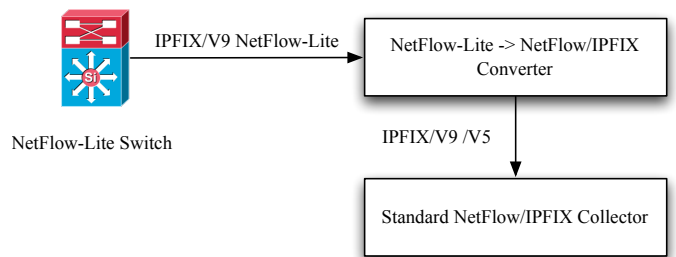 IPFIX/V9 NetFlow-Lite
NetFlow-Lite -> NetFlow/IPFIX
Converter
Si
NetFlow-Lite Switch
IPFIX/V9 /V5
Standard NetFlow/IPFIX Collector